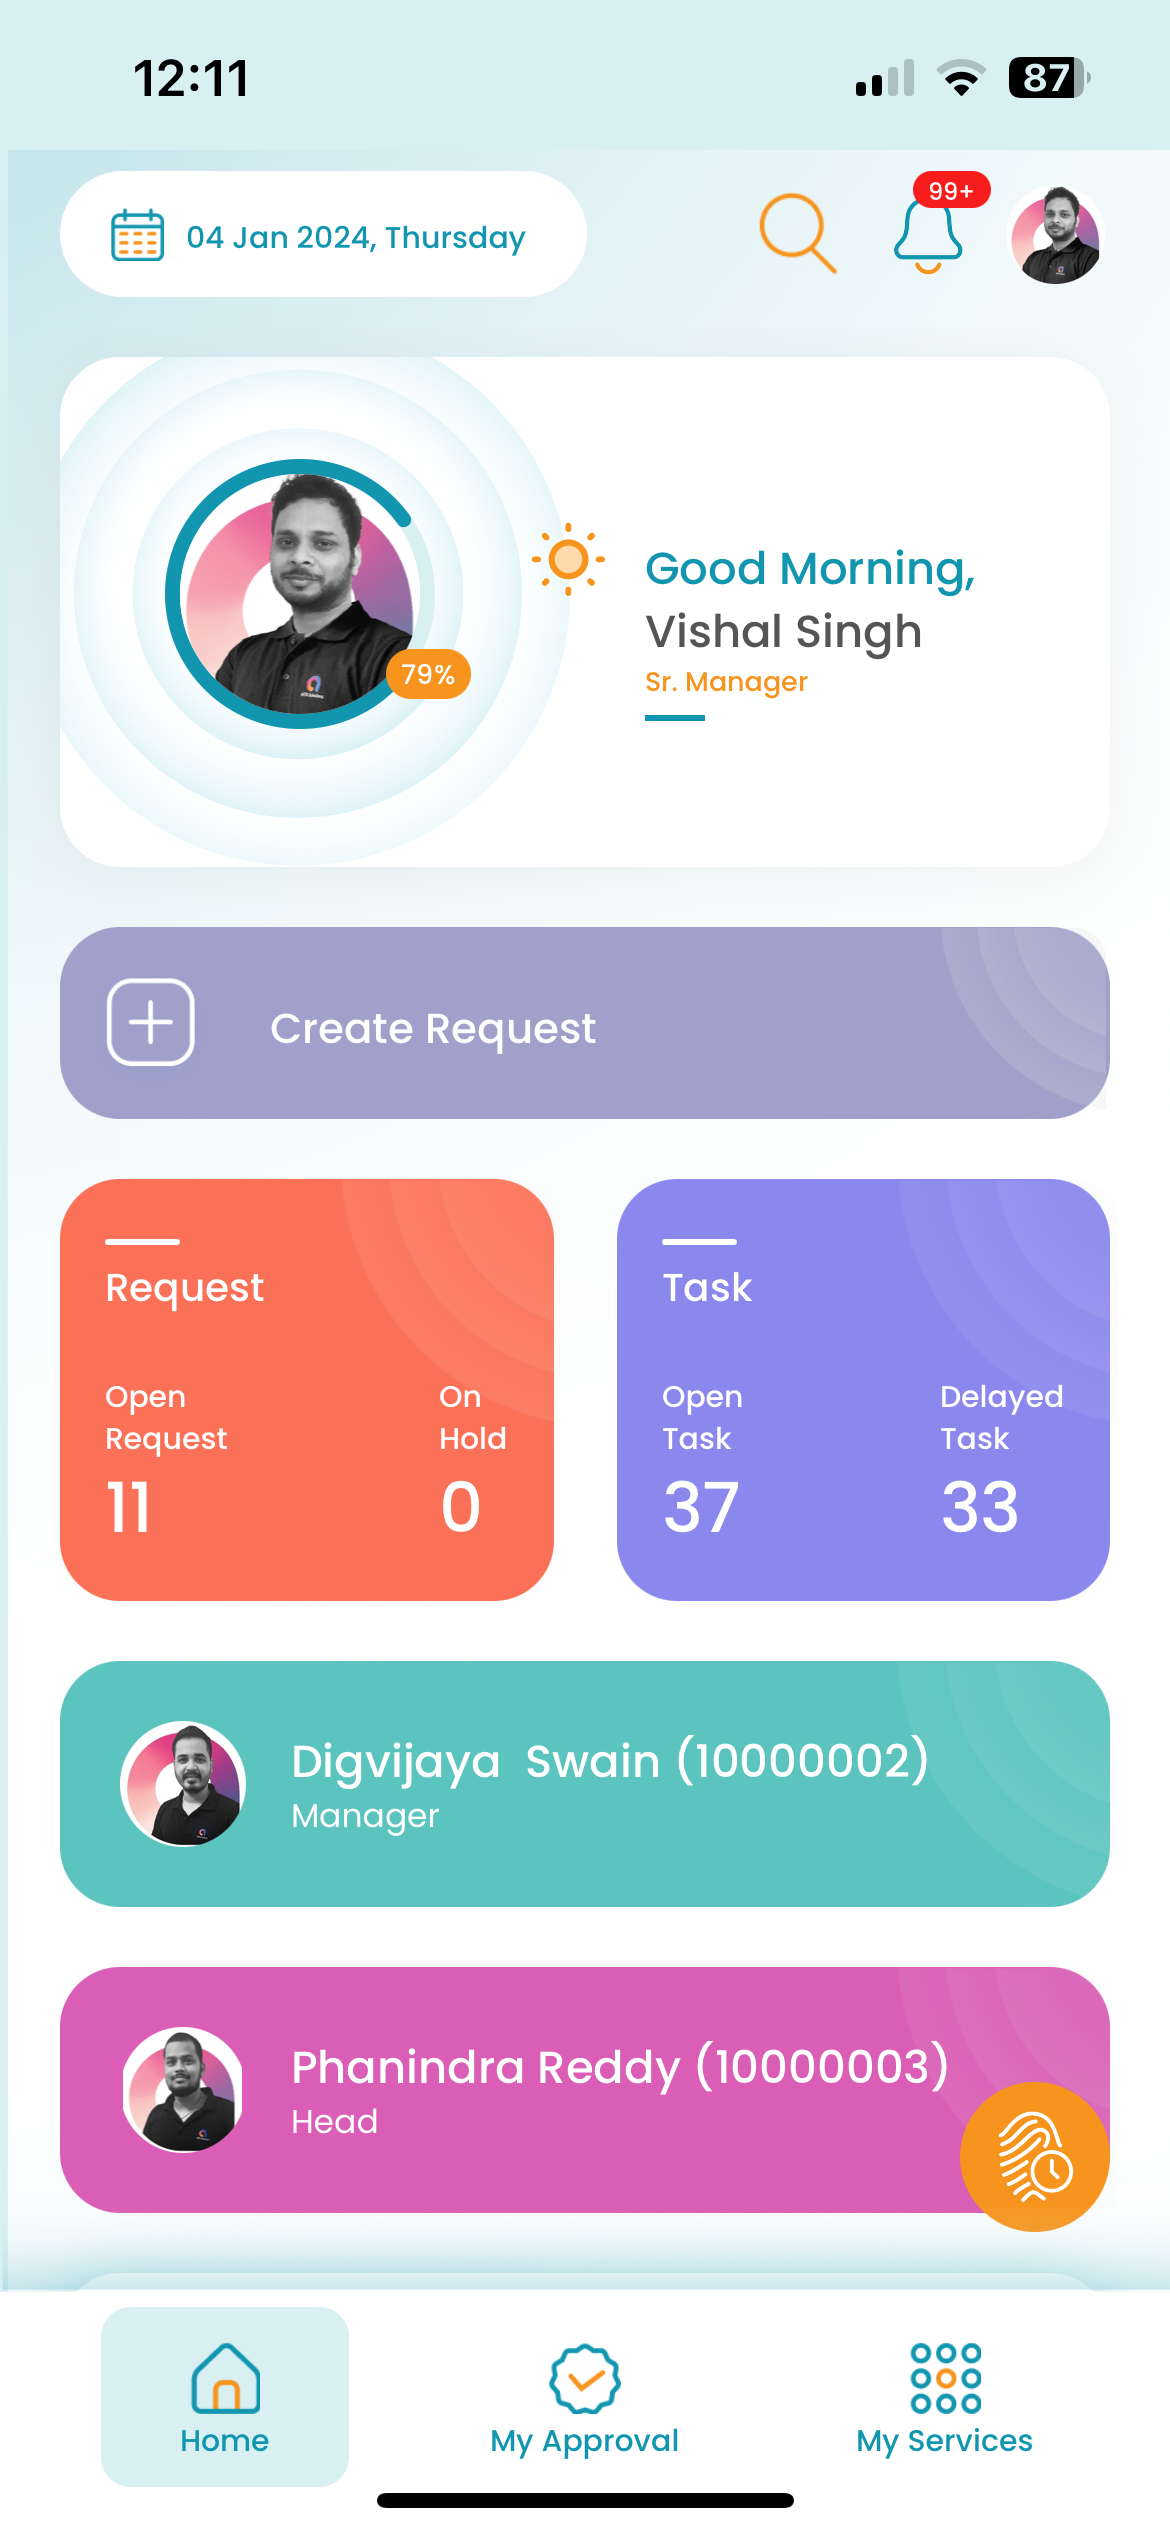 12:11
87
04 Jan 2024, Thursday
99+
Good Morning,
Vishal Singh
Sr. Manager
79%
Create Request
Request
Open Request
On Hold
11
0
Task
Open Task
Delayed Task
37
33
Digvijaya  Swain (10000002)
Manager
Phanindra Reddy (10000003)
Head
Home
My Approval
My Services